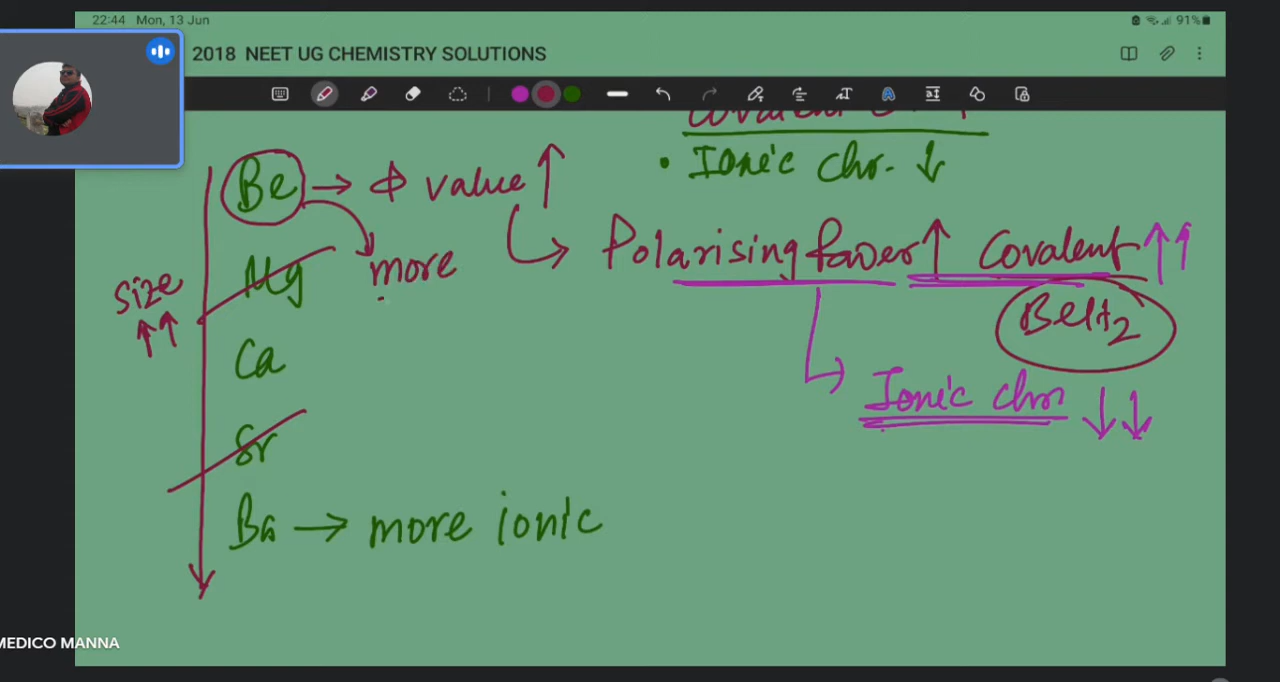 22:44 Mon, 13 Jun 91%
2018 NEET UG CHEMISTRY SOLUTIONS
• Ionic Chr. ↓
Be → Φ value ↑
Polarising Power ↑ Covalent ↑↑
Mg more
Size ↑↑
BeH2
Ca
Ionic Chr ↓↓
Sr
Ba → more ionic
MEDICO MANNA